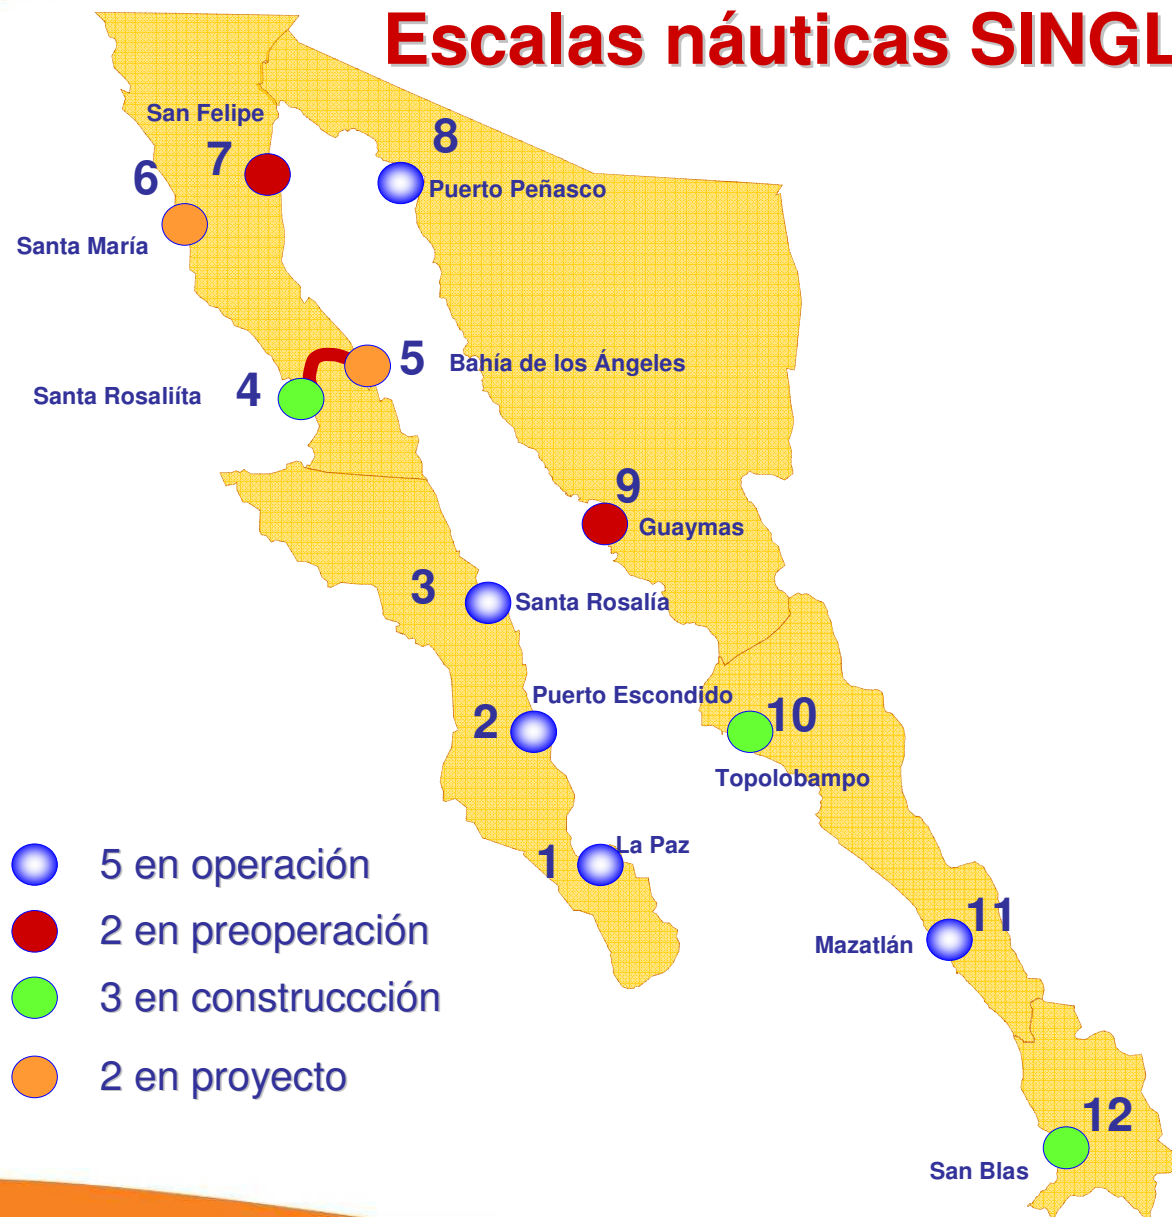 Escalas náuticas SINGL
San Felipe
8
7
6
Puerto Peñasco
Santa María
5
Bahía de los Ángeles
Santa Rosaliíta
4
9
Guaymas
3
Santa Rosalía
Puerto Escondido
2
10
Topolobampo
La Paz
1
5 en operación
11
2 en preoperación
Mazatlán
3 en construccción
2 en proyecto
12
San Blas